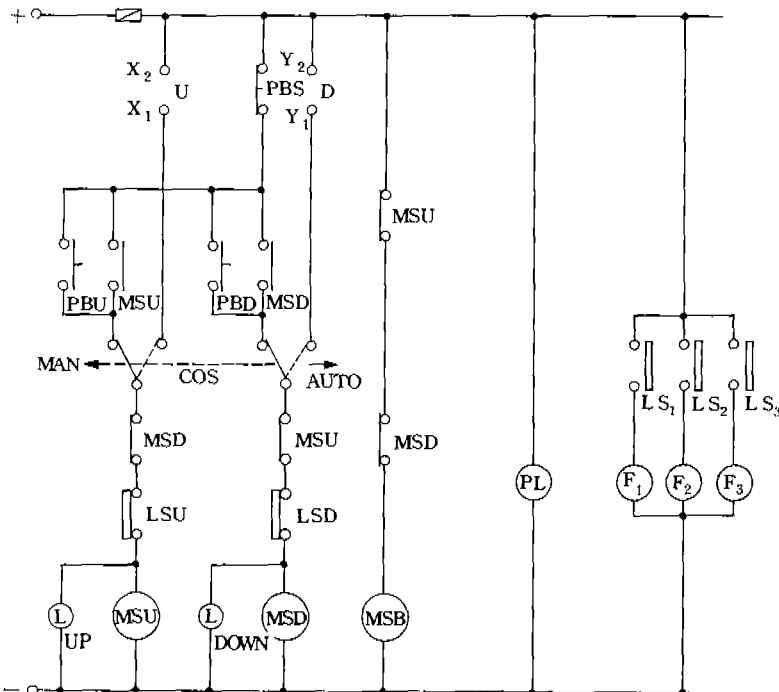 +
X₂ U X₁
Y₂ PBS D Y₁
MSU
PBU MSU PBD MSD
MAN COS AUTO
LS₁ LS₂ LS₃
MSD MSU MSD
PL F₁ F₂ F₃
LSU LSD
L UP MSU L DOWN MSD MSB
−